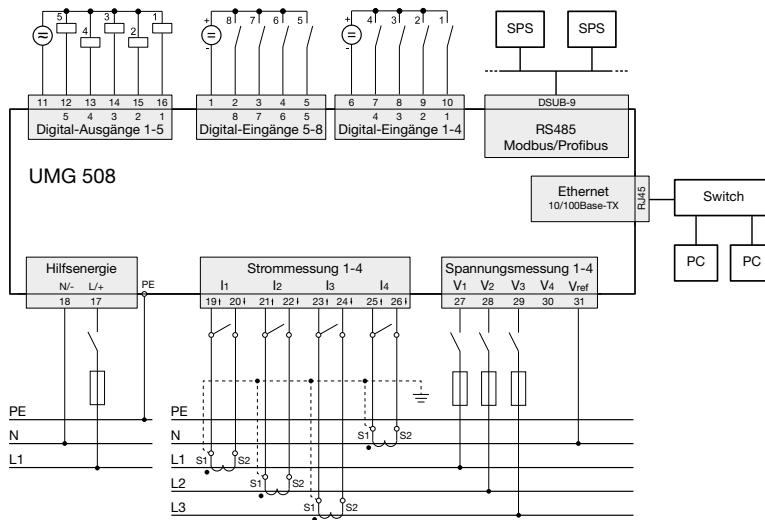 5 3 1
4 2
8 7 6 5
4 3 2 1
SPS SPS
+ +
- -
11 12 13 14 15 16
5 4 3 2 1
Digital-Ausgänge 1-5
1 2 3 4 5
8 7 6 5
Digital-Eingänge 5-8
6 7 8 9 10
4 3 2 1
Digital-Eingänge 1-4
DSUB-9
RS485
Modbus/Profibus
UMG 508
Ethernet
10/100Base-TX
RJ45
Switch
PC PC
Hilfsenergie
N/- L/+
18 17
PE
Strommessung 1-4
I1 I2 I3 I4
19 20 21 22 23 24 25 26
Spannungsmessung 1-4
V1 V2 V3 V4 Vref
27 28 29 30 31
PE PE
N S1 S2 N
L1 S1 S2 L1
L2 S1 S2
L3 S1 S2